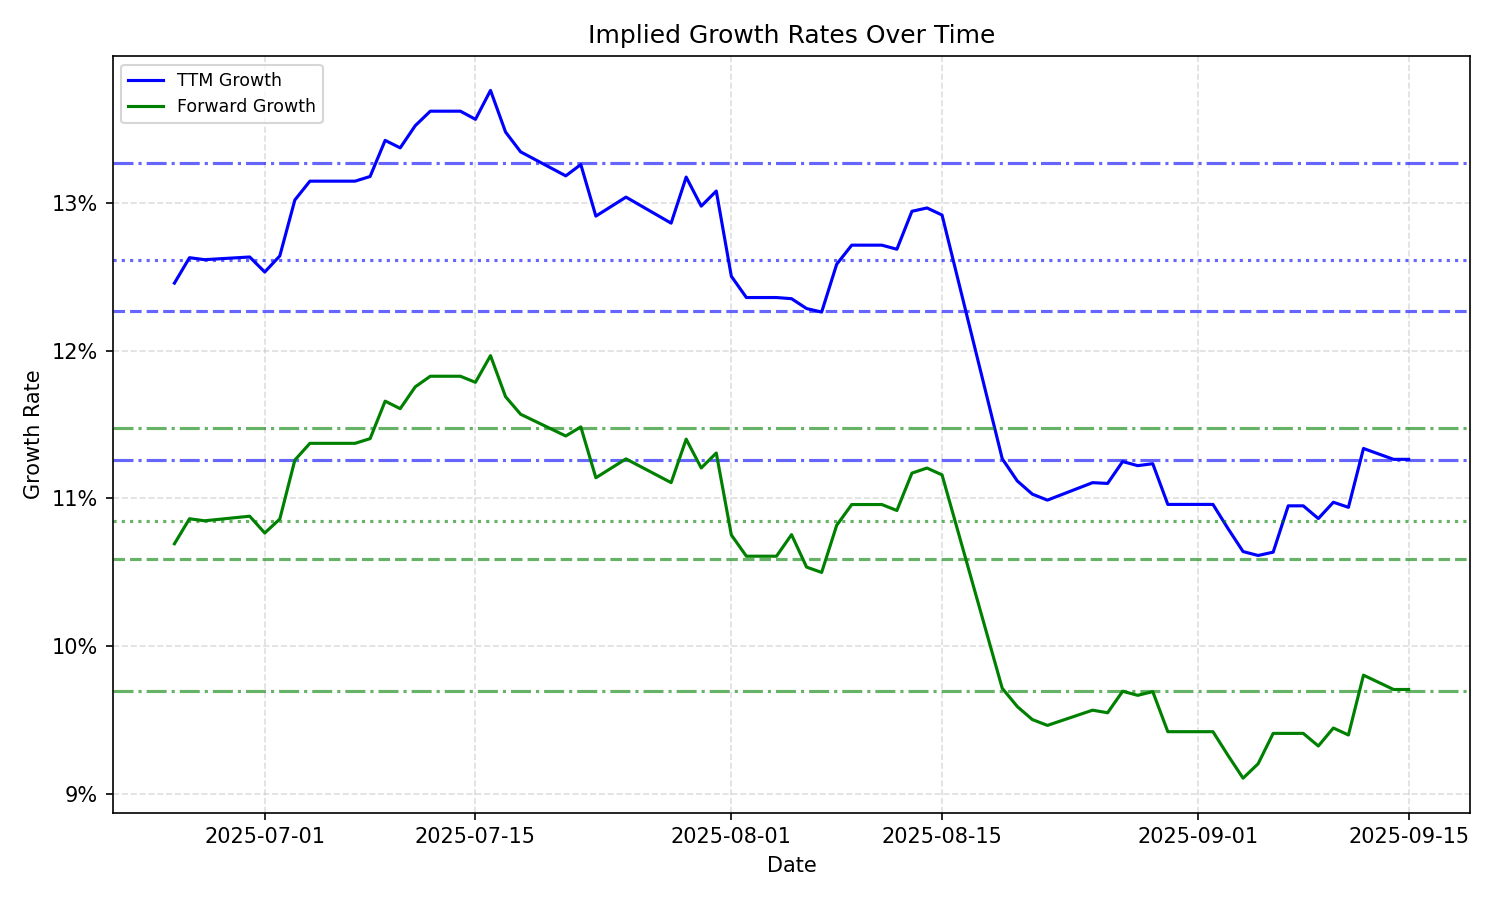 Implied Growth Rates Over Time
TTM Growth
Forward Growth
Growth Rate
13%
12%
11%
10%
9%
2025-07-01
2025-07-15
2025-08-01
2025-08-15
2025-09-01
2025-09-15
Date